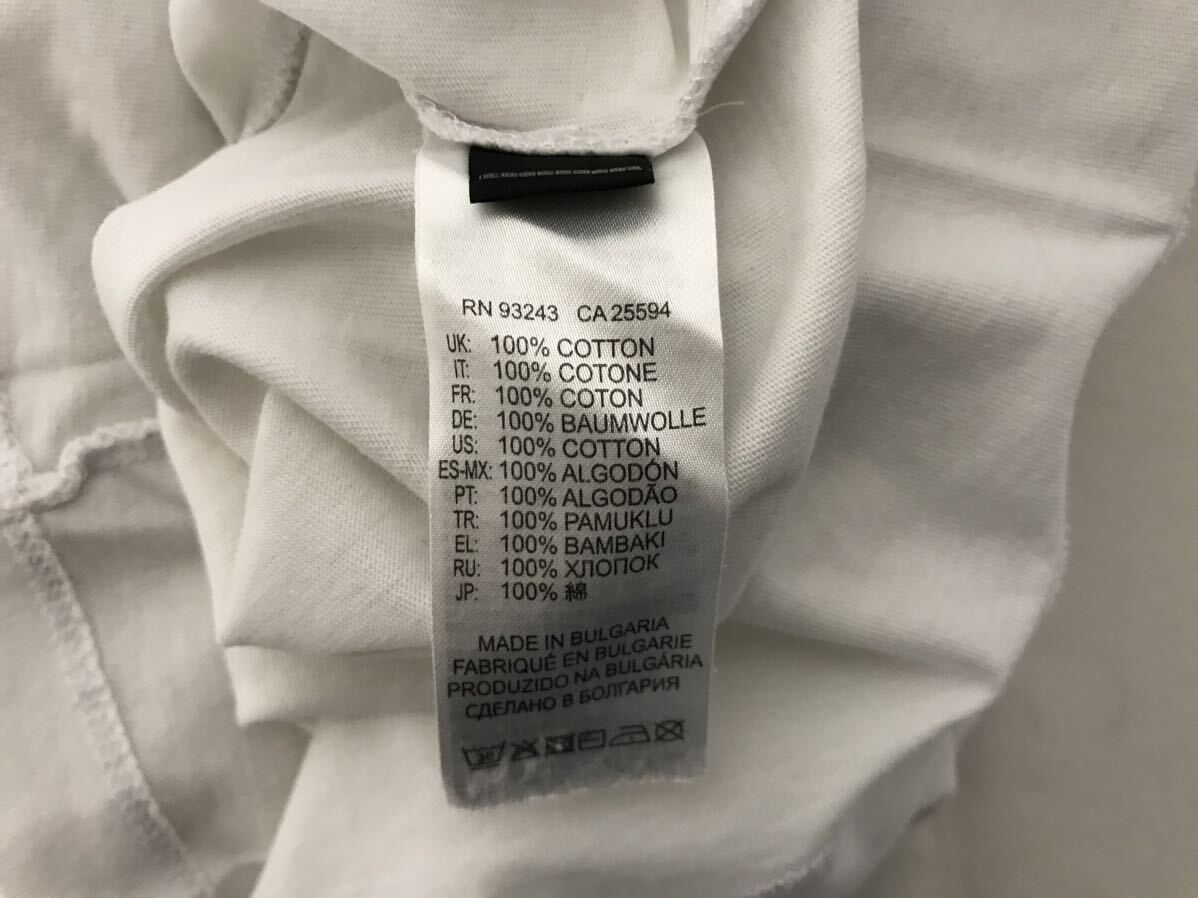 RN 93243 CA 25594
UK: 100% COTTON
IT: 100% COTONE
FR: 100% COTON
DE: 100% BAUMWOLLE
US: 100% COTTON
ES-MX: 100% ALGODÓN
PT: 100% ALGODÃO
TR: 100% PAMUKLU
EL: 100% BAMBAKI
RU: 100% ХЛОПОК
JP: 100% 綿
MADE IN BULGARIA
FABRIQUÉ EN BULGARIE
PRODUZIDO NA BULGÁRIA
СДЕЛАНО В БОЛГАРИЯ
30